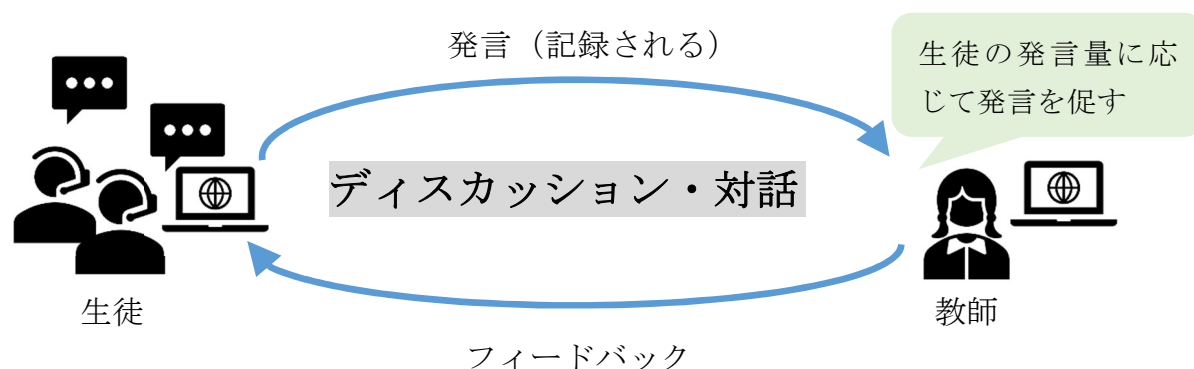 発言（記録される）
生徒の発言量に応
じて発言を促す
ディスカッション・対話
生徒
教師
フィードバック